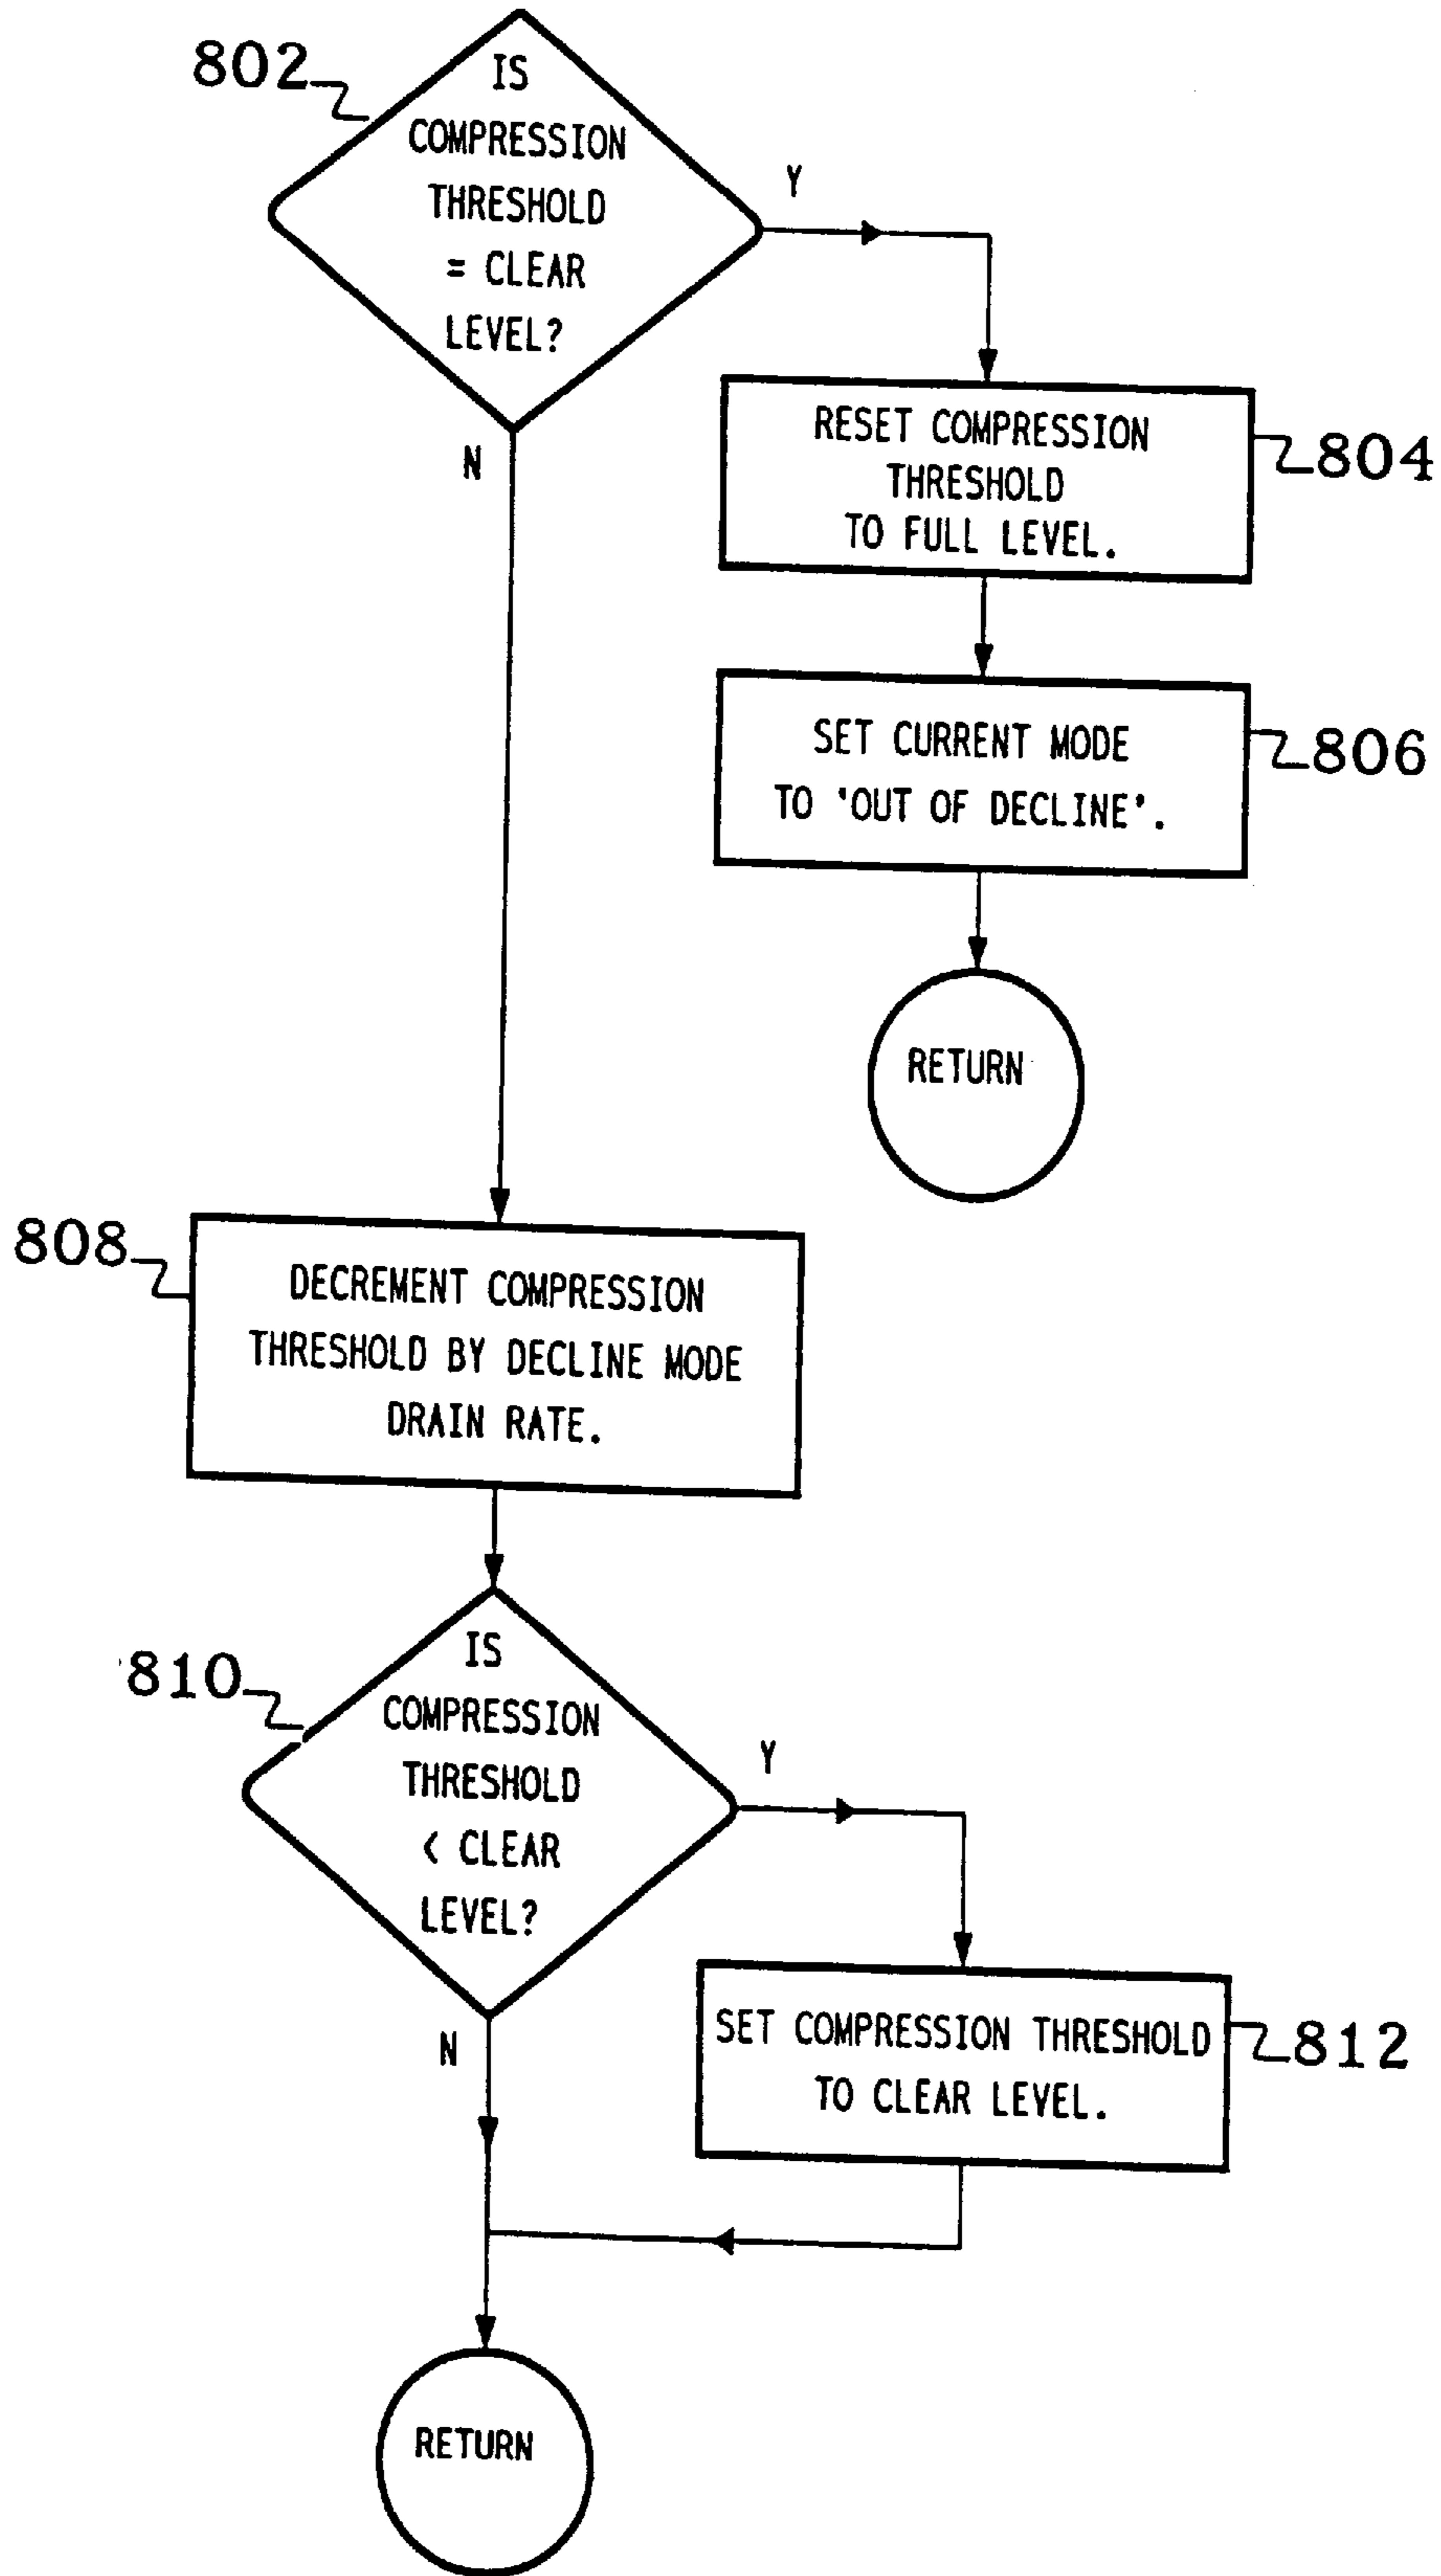 802
IS
COMPRESSION
THRESHOLD
= CLEAR
LEVEL?
Y
N
RESET COMPRESSION
THRESHOLD
TO FULL LEVEL.
804
SET CURRENT MODE
TO 'OUT OF DECLINE'.
806
RETURN
808
DECREMENT COMPRESSION
THRESHOLD BY DECLINE MODE
DRAIN RATE.
810
IS
COMPRESSION
THRESHOLD
< CLEAR
LEVEL?
Y
N
SET COMPRESSION THRESHOLD
TO CLEAR LEVEL.
812
RETURN